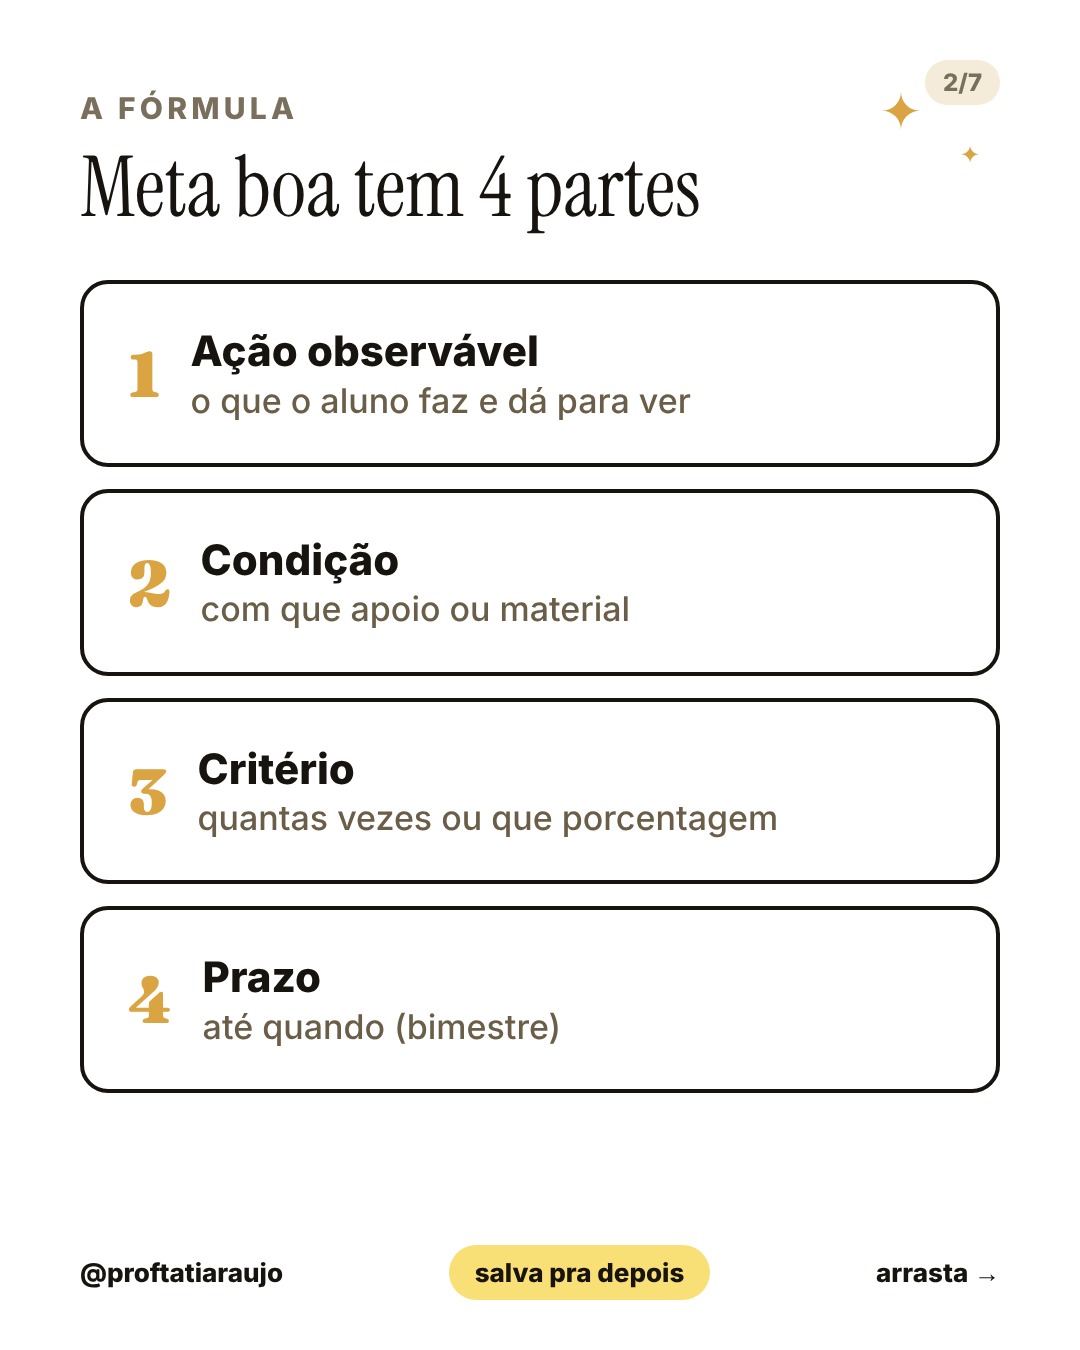 2/7
A FÓRMULA
Meta boa tem 4 partes
1
Ação observável
o que o aluno faz e dá para ver
2
Condição
com que apoio ou material
3
Critério
quantas vezes ou que porcentagem
4
Prazo
até quando (bimestre)
@proftatiaraujo
salva pra depois
arrasta →